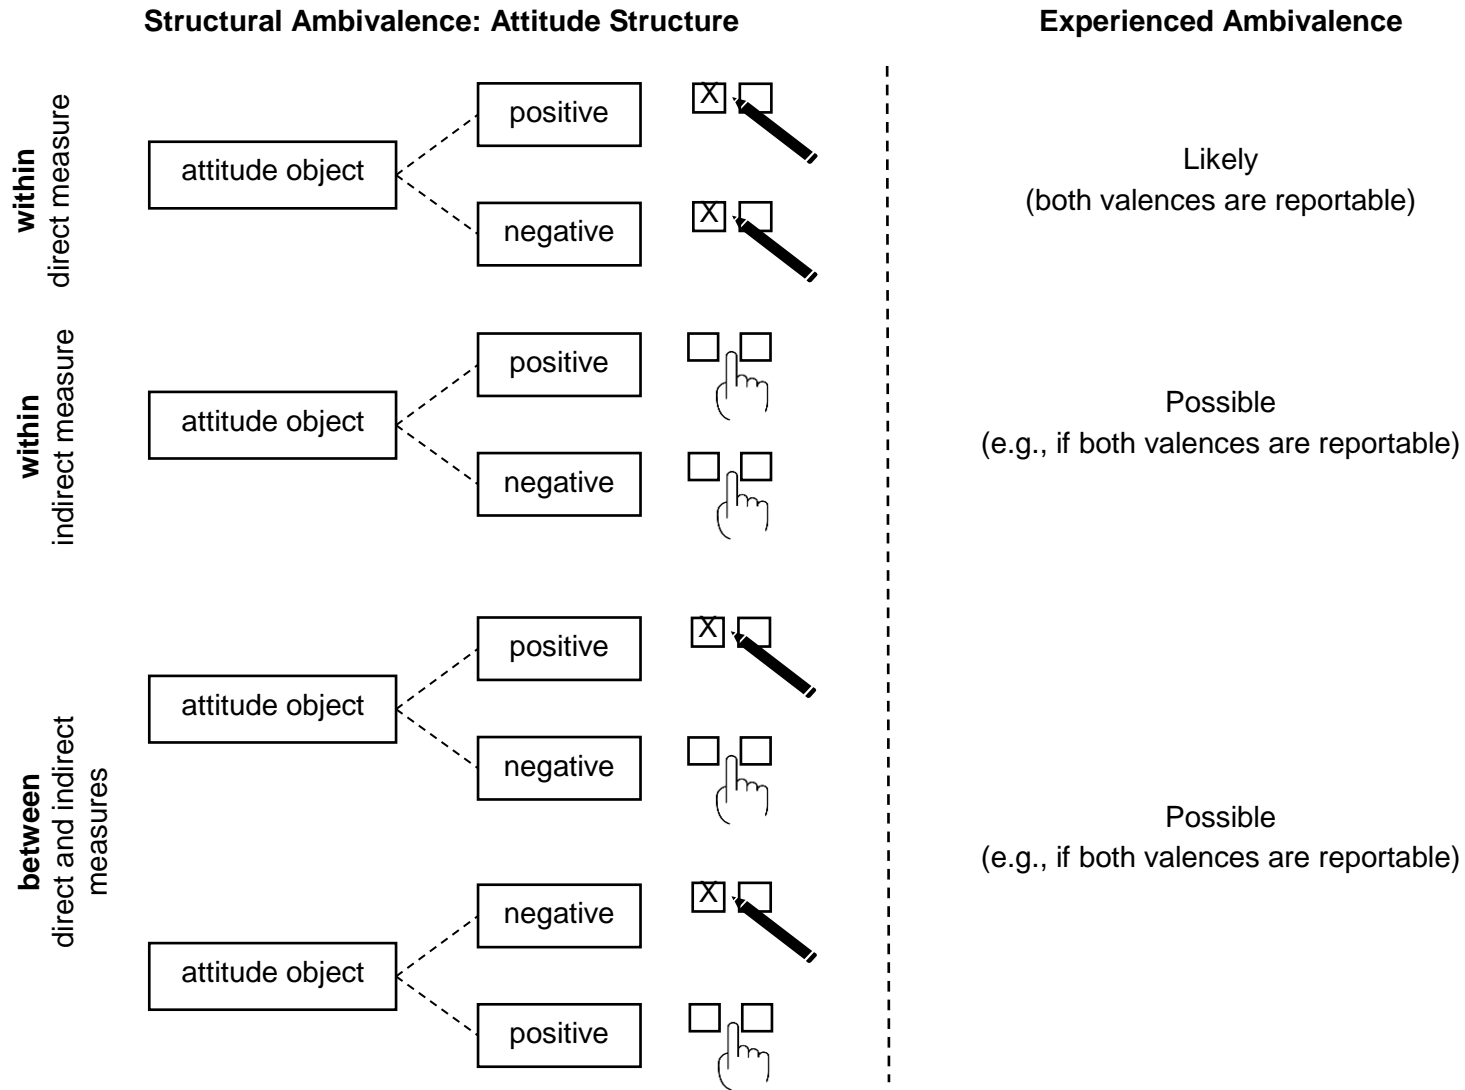 Structural Ambivalence: Attitude Structure
Experienced Ambivalence
within
direct measure
attitude object
positive
X
negative
X
Likely
(both valences are reportable)
within
indirect measure
attitude object
positive
negative
Possible
(e.g., if both valences are reportable)
between
direct and indirect
measures
attitude object
positive
X
negative
attitude object
negative
X
positive
Possible
(e.g., if both valences are reportable)